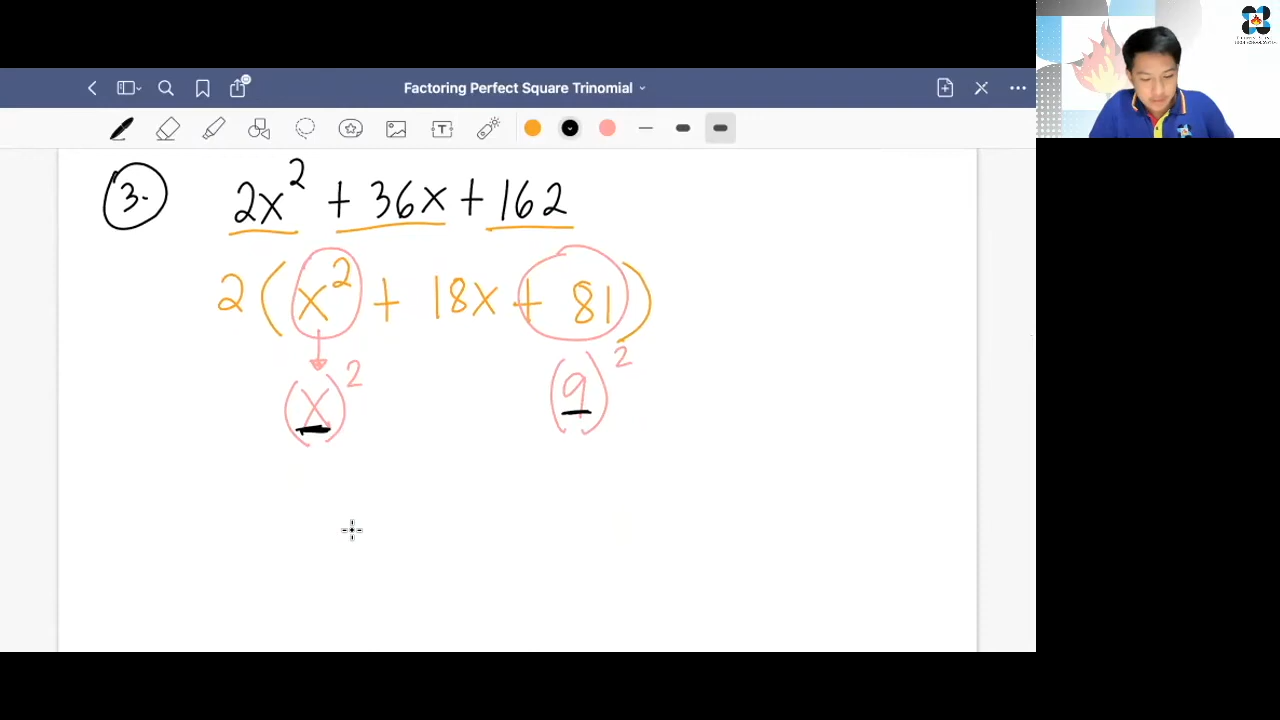 Factoring Perfect Square Trinomial
T
3. 2x² + 36x + 162
2 ( x² + 18x + 81 )
(x)² (9)²